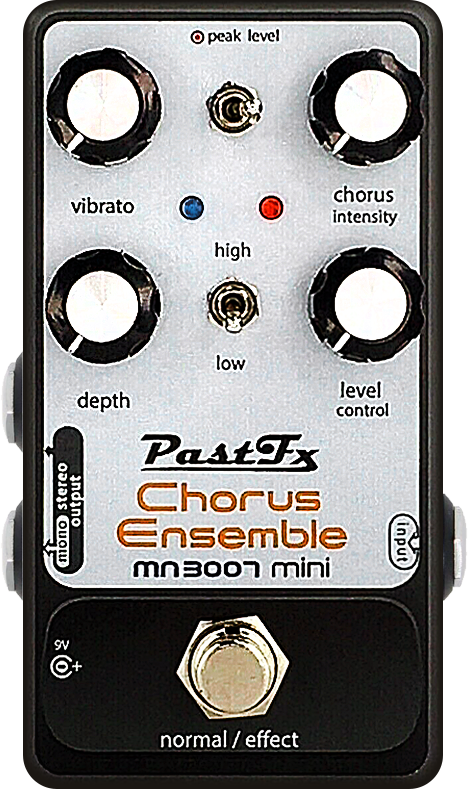 peak level
vibrato
chorus
intensity
high
low
depth
level
control
mono stereo
output
PastFx
Chorus
Ensemble
mn3007 mini
input
9V
+
normal / effect